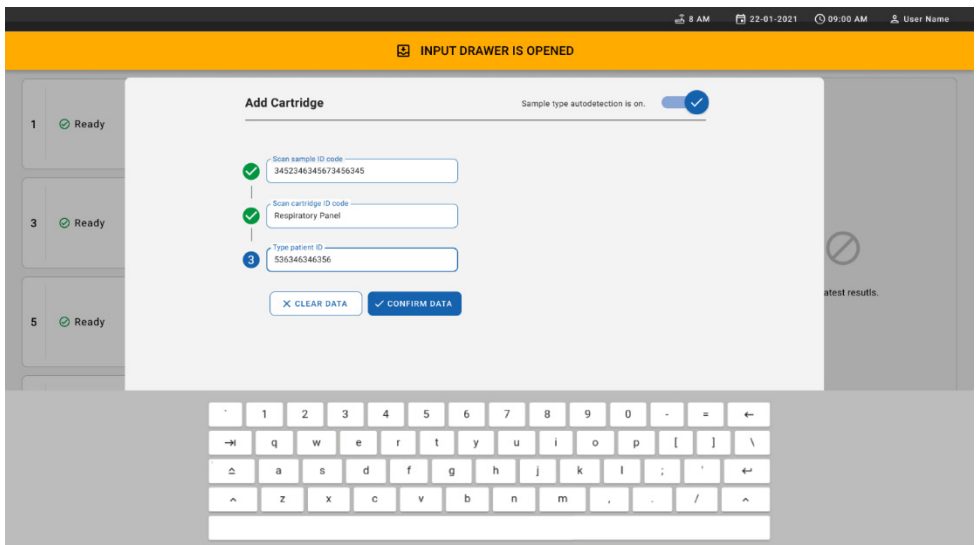 8 AM 22-01-2021 09:00 AM User Name
INPUT DRAWER IS OPENED
Add Cartridge
Sample type autodetection is on.
1 Ready
Scan sample ID code
3452346345673456345
Scan cartridge ID code
Respiratory Panel
3 Ready
Type patient ID
3 536346346356
CLEAR DATA CONFIRM DATA
atest resutls.
5 Ready
` 1 2 3 4 5 6 7 8 9 0 - =
q w e r t y u i o p [ ] \
a s d f g h j k l ; '
z x c v b n m , . /